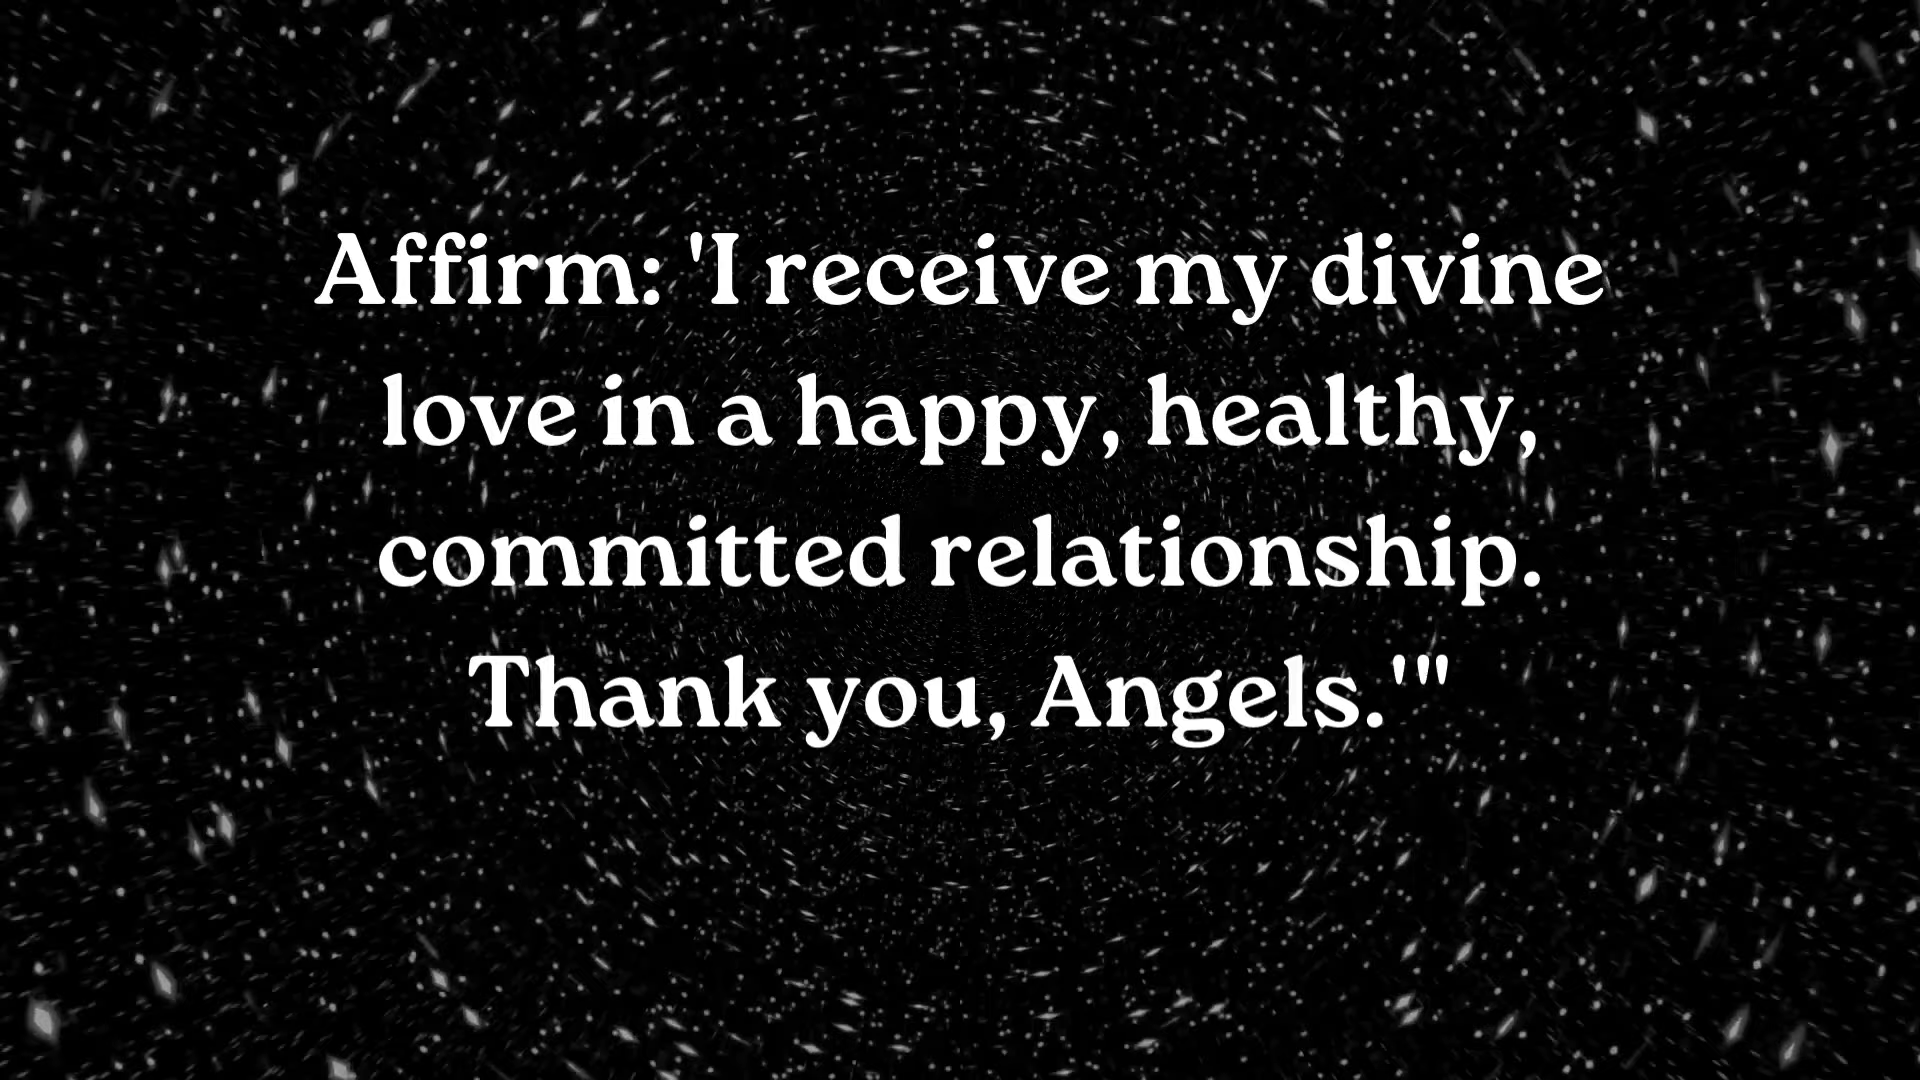 Affirm: 'I receive my divine
love in a happy, healthy,
committed relationship.
Thank you, Angels.'"